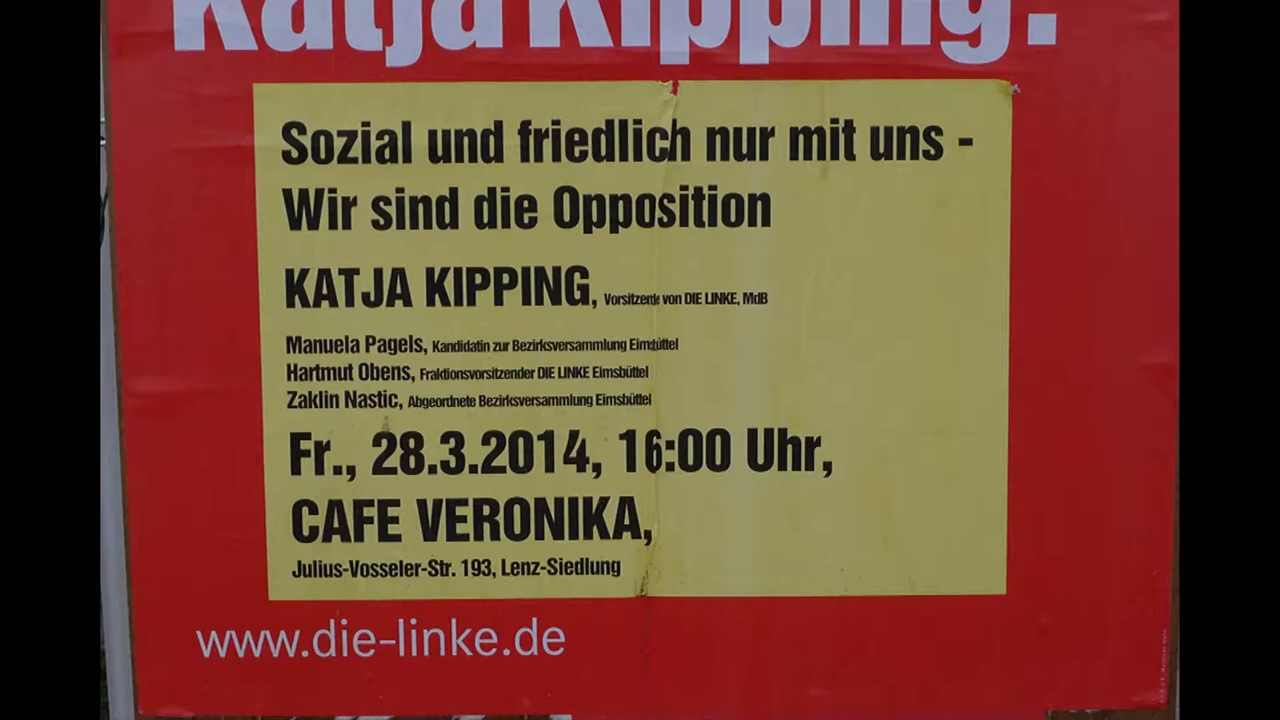 Katja Kipping.
Sozial und friedlich nur mit uns -
Wir sind die Opposition
KATJA KIPPING, Vorsitzende von DIE LINKE, MdB
Manuela Pagels, Kandidatin zur Bezirksversammlung Eimsbüttel
Hartmut Obens, Fraktionsvorsitzender DIE LINKE Eimsbüttel
Zaklin Nastic, Abgeordnete Bezirksversammlung Eimsbüttel
Fr., 28.3.2014, 16:00 Uhr,
CAFE VERONIKA,
Julius-Vosseler-Str. 193, Lenz-Siedlung
www.die-linke.de